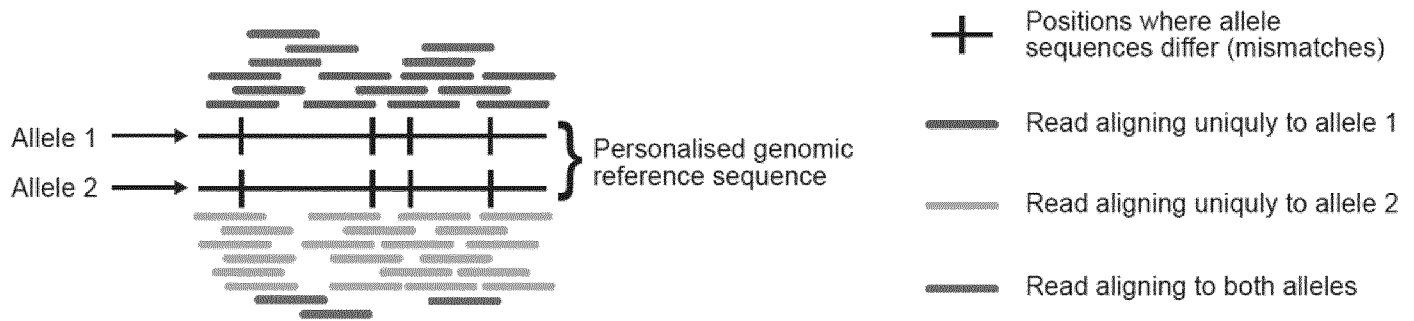 Allele 1
Allele 2
Personalised genomic
reference sequence
Positions where allele
sequences differ (mismatches)
Read aligning uniquly to allele 1
Read aligning uniquly to allele 2
Read aligning to both alleles